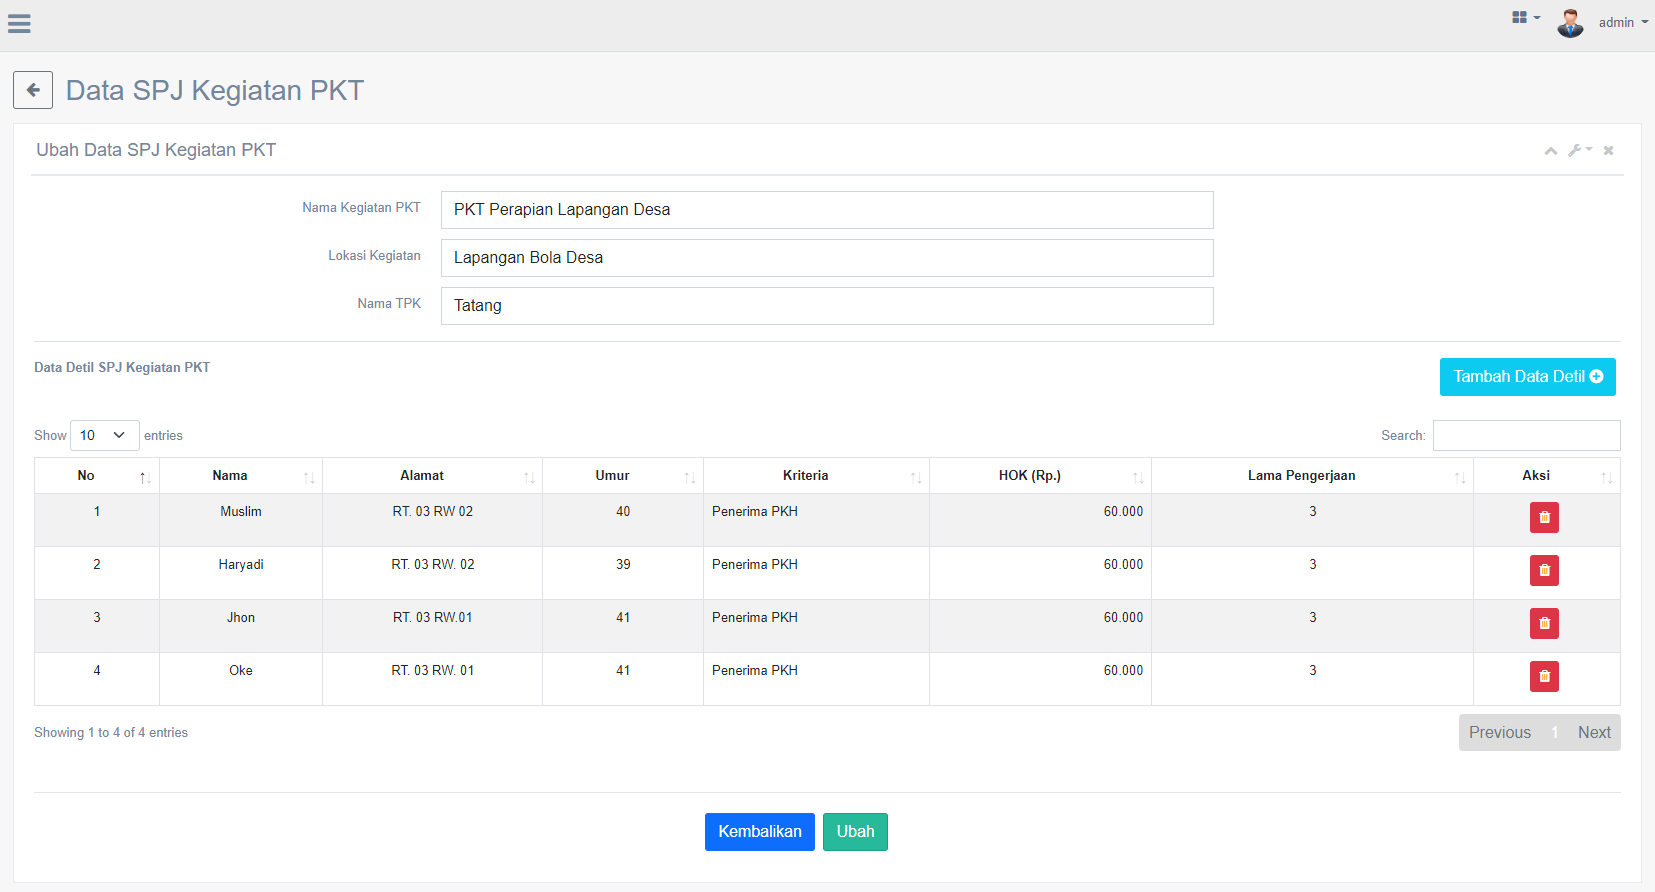 admin
Data SPJ Kegiatan PKT
Ubah Data SPJ Kegiatan PKT
Nama Kegiatan PKT PKT Perapian Lapangan Desa
Lokasi Kegiatan Lapangan Bola Desa
Nama TPK Tatang
Data Detil SPJ Kegiatan PKT Tambah Data Detil
Show 10 entries Search:
No Nama Alamat Umur Kriteria HOK (Rp.) Lama Pengerjaan Aksi
1 Muslim RT. 03 RW 02 40 Penerima PKH 60.000 3
2 Haryadi RT. 03 RW. 02 39 Penerima PKH 60.000 3
3 Jhon RT. 03 RW.01 41 Penerima PKH 60.000 3
4 Oke RT. 03 RW. 01 41 Penerima PKH 60.000 3
Showing 1 to 4 of 4 entries Previous 1 Next
Kembalikan Ubah